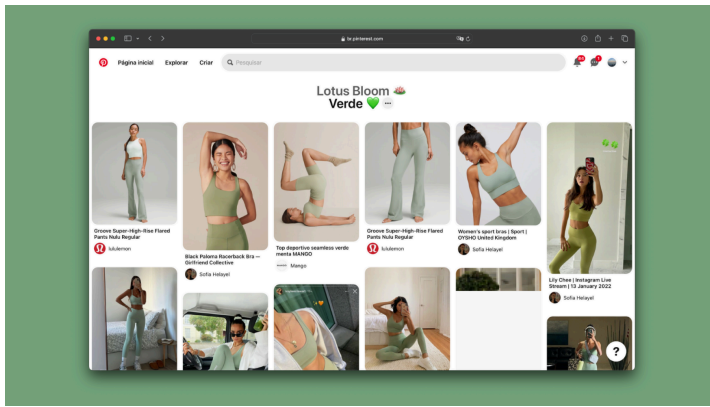 br.pinterest.com
Página inicial
Explorar
Criar
Pesquisar
Lotus Bloom 🪷
Verde 💚
Groove Super-High-Rise Flared
Pants Nulu Regular
lululemon
Black Paloma Racerback Bra —
Girlfriend Collective
Sofia Helayel
Top deportivo seamless verde
menta MANGO
Mango
Groove Super-High-Rise Flared
Pants Nulu Regular
lululemon
Women's sport bras | Sport |
OYSHO United Kingdom
Sofia Helayel
Lily Chee | Instagram Live
Stream | 13 January 2022
Sofia Helayel
?